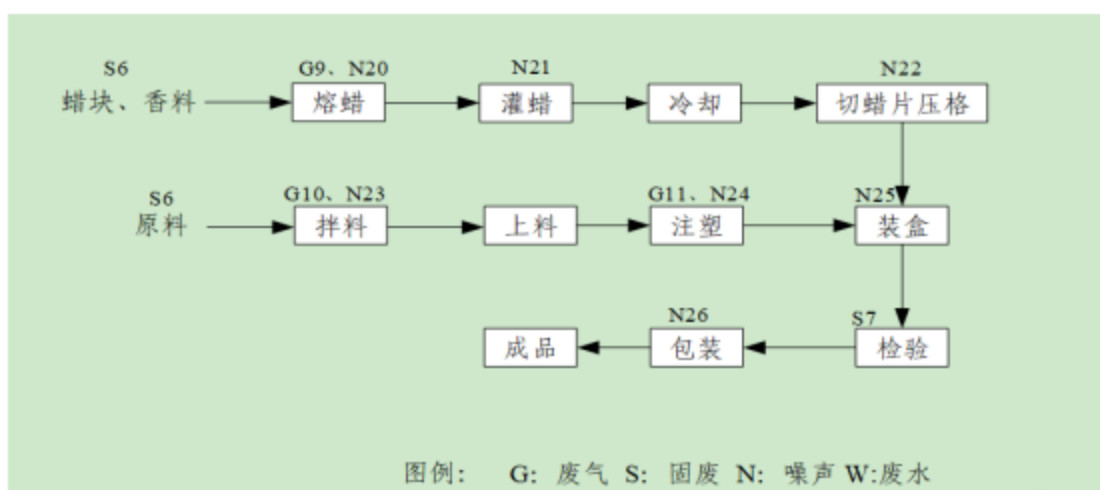 S6 G9、N20 N21 N22
蜡块、香料 熔蜡 灌蜡 冷却 切蜡片压格
S6 G10、N23 G11、N24 N25
原料 拌料 上料 注塑 装盒
N26 S7
成品 包装 检验
图例: G: 废气 S: 固废 N: 噪声 W:废水